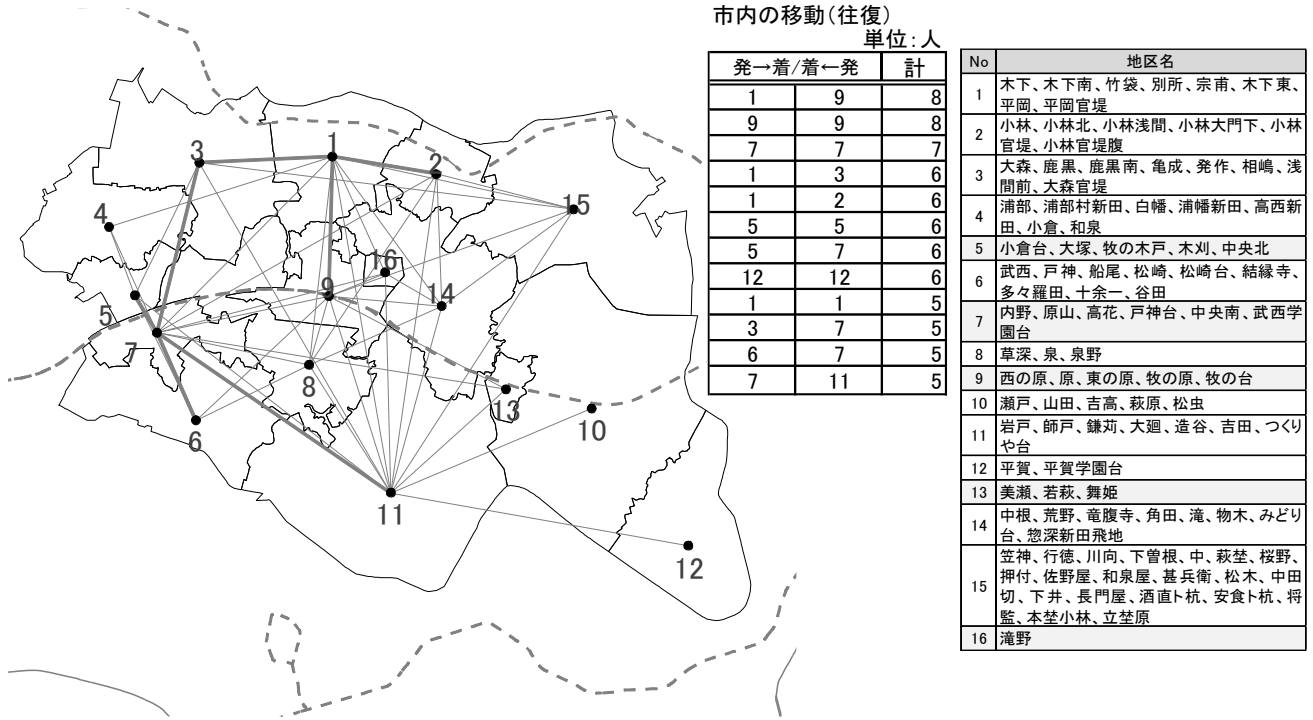 市内の移動(往復)
単位:人
発→着/着←発 計
1 9 8
9 9 8
7 7 7
1 3 6
1 2 6
5 5 6
5 7 6
12 12 6
1 1 5
3 7 5
6 7 5
7 11 5
No 地区名
1 木下、木下南、竹袋、別所、宗甫、木下東、
平岡、平岡官堤
2 小林、小林北、小林浅間、小林大門下、小林
官堤、小林官堤腹
3 大森、鹿黒、鹿黒南、亀成、発作、相嶋、浅
間前、大森官堤
4 浦部、浦部村新田、白幡、浦幡新田、高西新
田、小倉、和泉
5 小倉台、大塚、牧の木戸、木刈、中央北
6 武西、戸神、船尾、松崎、松崎台、結縁寺、
多々羅田、十余一、谷田
7 内野、原山、高花、戸神台、中央南、武西学
園台
8 草深、泉、泉野
9 西の原、原、東の原、牧の原、牧の台
10 瀬戸、山田、吉高、萩原、松虫
11 岩戸、師戸、鎌苅、大廻、造谷、吉田、つくり
や台
12 平賀、平賀学園台
13 美瀬、若萩、舞姫
14 中根、荒野、竜腹寺、角田、滝、物木、みどり
台、惣深新田飛地
15 笠神、行徳、川向、下曽根、中、萩埜、桜野、
押付、佐野屋、和泉屋、甚兵衛、松木、中田
切、下井、長門屋、酒直ト杭、安食ト杭、将
監、本埜小林、立埜原
16 滝野
1
3
2
4
15
16
9
14
5
7
8
13
10
6
11
12